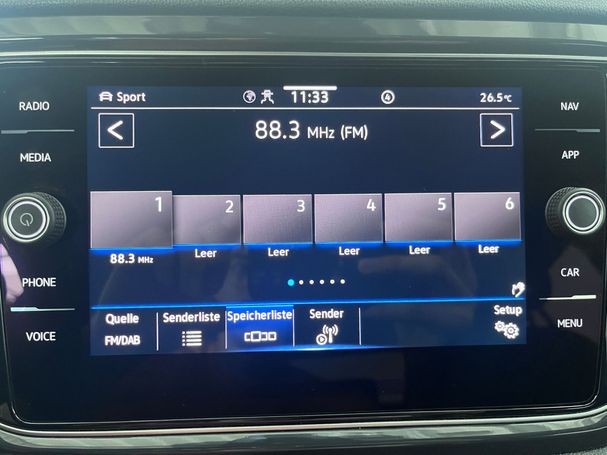 RADIO
MEDIA
PHONE
VOICE
Sport
11:33
4
26.5°C
88.3 MHz (FM)
1 2 3 4 5 6
88.3 MHz Leer Leer Leer Leer Leer
Quelle Senderliste Speicherliste Sender Setup
FM/DAB
NAV
APP
CAR
MENU